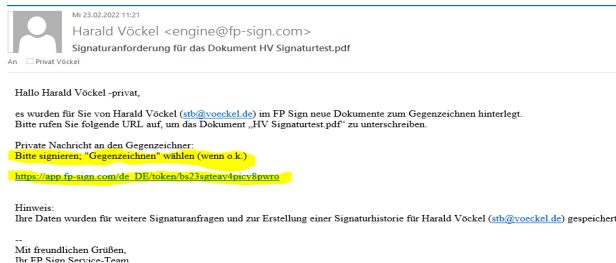 Mi 23.02.2022 11:21
Harald Vöckel <engine@fp-sign.com>
Signaturanforderung für das Dokument HV Signaturtest.pdf
An Privat Vöckel
Hallo Harald Vöckel -privat,
es wurden für Sie von Harald Vöckel (stb@voeckel.de) im FP Sign neue Dokumente zum Gegenzeichnen hinterlegt.
Bitte rufen Sie folgende URL auf, um das Dokument „HV Signaturtest.pdf“ zu unterschreiben.
Private Nachricht an den Gegenzeichner:
Bitte signieren; "Gegenzeichnen" wählen (wenn o.k.)
https://app.fp-sign.com/de_DE/token/bs23sgteay4picy8pwro
Hinweis:
Ihre Daten wurden für weitere Signaturanfragen und zur Erstellung einer Signaturhistorie für Harald Vöckel (stb@voeckel.de) gespeichert
--
Mit freundlichen Grüßen,
Ihr FP Sign Service-Team